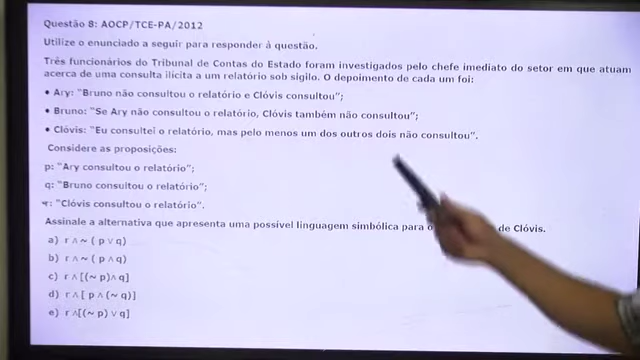 Questão 8: AOCP/TCE-PA/2012
Utilize o enunciado a seguir para responder à questão.
Três funcionários do Tribunal de Contas do Estado foram investigados pelo chefe imediato do setor em que atuam
acerca de uma consulta ilícita a um relatório sob sigilo. O depoimento de cada um foi:
• Ary: "Bruno não consultou o relatório e Clóvis consultou";
• Bruno: "Se Ary não consultou o relatório, Clóvis também não consultou";
• Clóvis: "Eu consultei o relatório, mas pelo menos um dos outros dois não consultou".
Considere as proposições:
p: "Ary consultou o relatório";
q: "Bruno consultou o relatório";
r: "Clóvis consultou o relatório".
Assinale a alternativa que apresenta uma possível linguagem simbólica para o de Clóvis.
a) r ∧ ~ ( p ∨ q)
b) r ∧ ~ ( p ∧ q)
c) r ∧ [(~ p)∧ q]
d) r ∧ [ p ∧ (~ q)]
e) r ∧[(~ p) ∨ q]